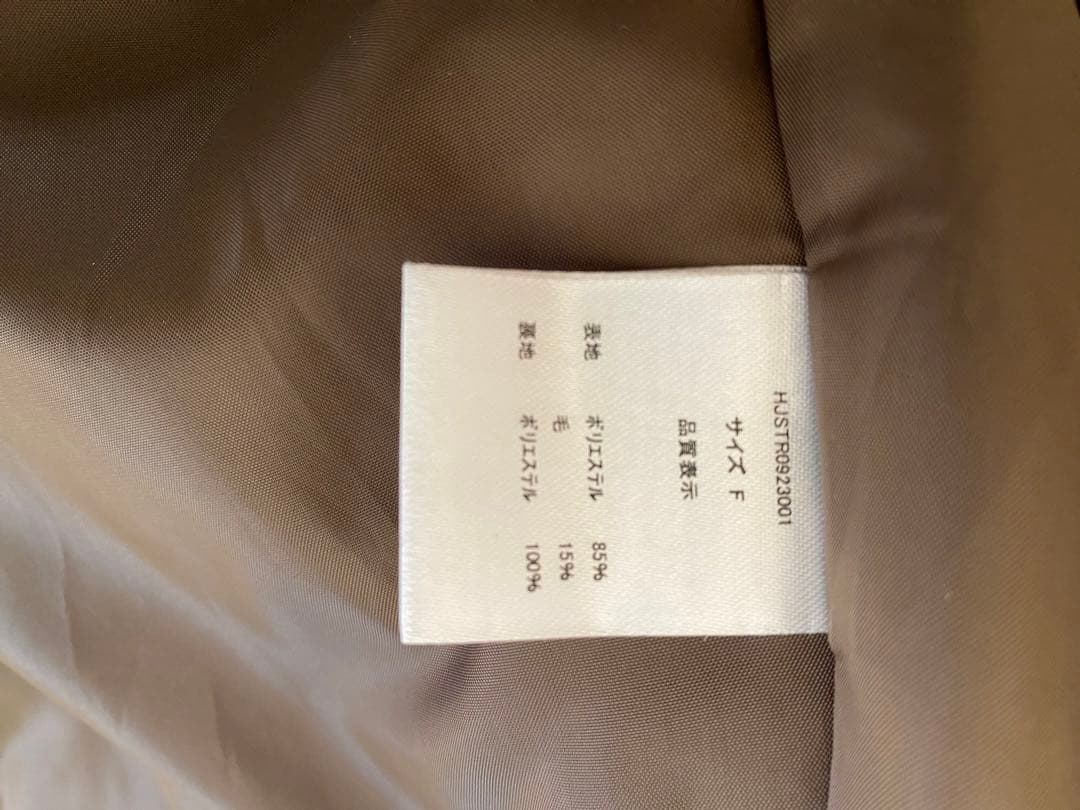 HJSTR0923001
サイズ F
品質表示
表地 ポリエステル 85%
毛 15%
裏地 ポリエステル 100%